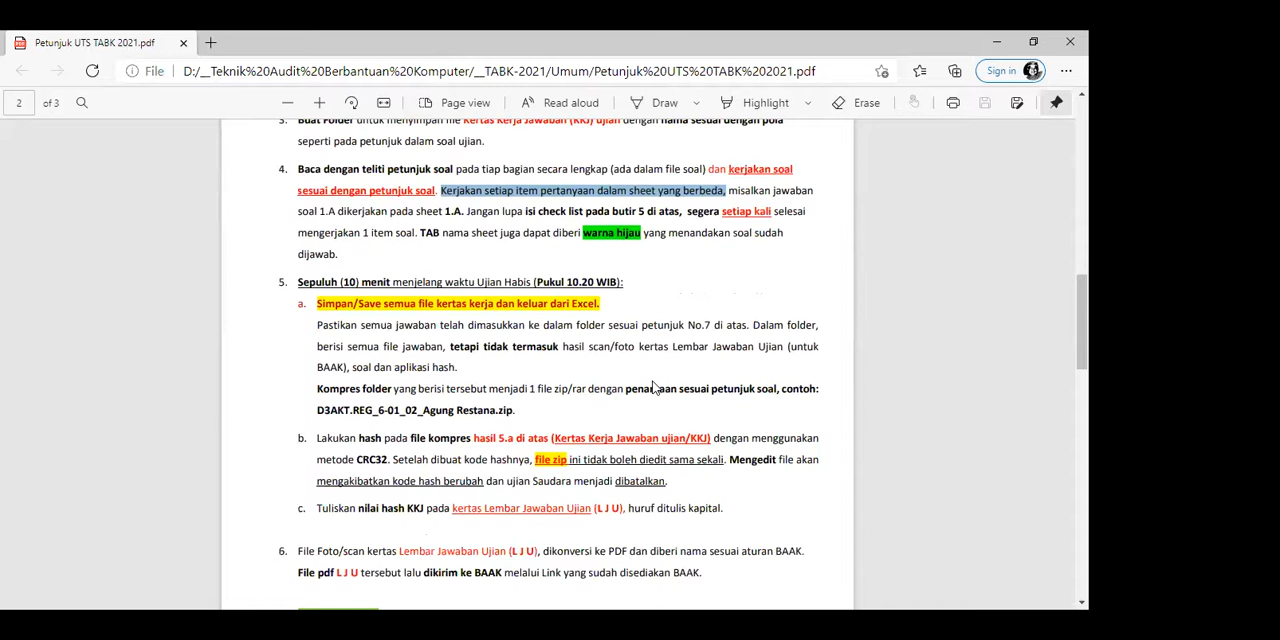 Petunjuk UTS TABK 2021.pdf
File D:/__Teknik%20Audit%20Berbantuan%20Komputer/__TABK-2021/Umum/Petunjuk%20UTS%20TABK%202021.pdf Sign in
2 of 3 Page view Read aloud Draw Highlight Erase
3. Buat Folder untuk menyimpan file Kertas Kerja Jawaban (KKJ) ujian dengan nama sesuai dengan pola
seperti pada petunjuk dalam soal ujian.
4. Baca dengan teliti petunjuk soal pada tiap bagian secara lengkap (ada dalam file soal) dan kerjakan soal
sesuai dengan petunjuk soal. Kerjakan setiap item pertanyaan dalam sheet yang berbeda, misalkan jawaban
soal 1.A dikerjakan pada sheet 1.A. Jangan lupa isi check list pada butir 5 di atas, segera setiap kali selesai
mengerjakan 1 item soal. TAB nama sheet juga dapat diberi warna hijau yang menandakan soal sudah
dijawab.
5. Sepuluh (10) menit menjelang waktu Ujian Habis (Pukul 10.20 WIB):
a. Simpan/Save semua file kertas kerja dan keluar dari Excel.
Pastikan semua jawaban telah dimasukkan ke dalam folder sesuai petunjuk No.7 di atas. Dalam folder,
berisi semua file jawaban, tetapi tidak termasuk hasil scan/foto kertas Lembar Jawaban Ujian (untuk
BAAK), soal dan aplikasi hash.
Kompres folder yang berisi tersebut menjadi 1 file zip/rar dengan penamaan sesuai petunjuk soal, contoh:
D3AKT.REG_6-01_02_Agung Restana.zip.
b. Lakukan hash pada file kompres hasil 5.a di atas (Kertas Kerja Jawaban ujian/KKJ) dengan menggunakan
metode CRC32. Setelah dibuat kode hashnya, file zip ini tidak boleh diedit sama sekali. Mengedit file akan
mengakibatkan kode hash berubah dan ujian Saudara menjadi dibatalkan.
c. Tuliskan nilai hash KKJ pada kertas Lembar Jawaban Ujian (L J U), huruf ditulis kapital.
6. File Foto/scan kertas Lembar Jawaban Ujian (L J U), dikonversi ke PDF dan diberi nama sesuai aturan BAAK.
File pdf L J U tersebut lalu dikirim ke BAAK melalui Link yang sudah disediakan BAAK.